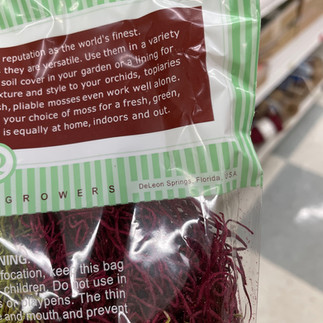 reputation as the world's finest.
they are versatile. Use them in a variety
soil cover in your garden or a lining for
xture and style to your orchids, topiaries
sh, pliable mosses even work well alone.
your choice of moss for a fresh, green,
is equally at home, indoors and out.
GROWERS
DeLeon Springs, Florida, USA
NING:
focation, keep this bag
children. Do not use in
s or playpens. The thin
e and mouth and prevent